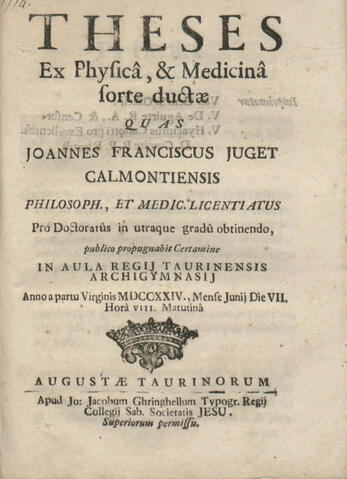 THESES
Ex Physicâ, & Medicinâ
sorte ductæ
QUAS
JOANNES FRANCISCUS JUGET
CALMONTIENSIS
PHILOSOPH., ET MEDIC. LICENTIATUS
Pro Doctoratûs in utraque gradû obtinendo,
publico propugnabit Certamine
IN AULA REGIJ TAURINENSIS
ARCHIGYMNASIJ
Anno a partu Virginis MDCCXXIV., Mense Junij Die VII.
Horâ VIII. Matutinâ
AUGUSTÆ TAURINORUM
Apud Jo: Jacobum Ghringhellum Typogr. Regij
Collegij Sab. Societatis JESU.
Superiorum permissu.